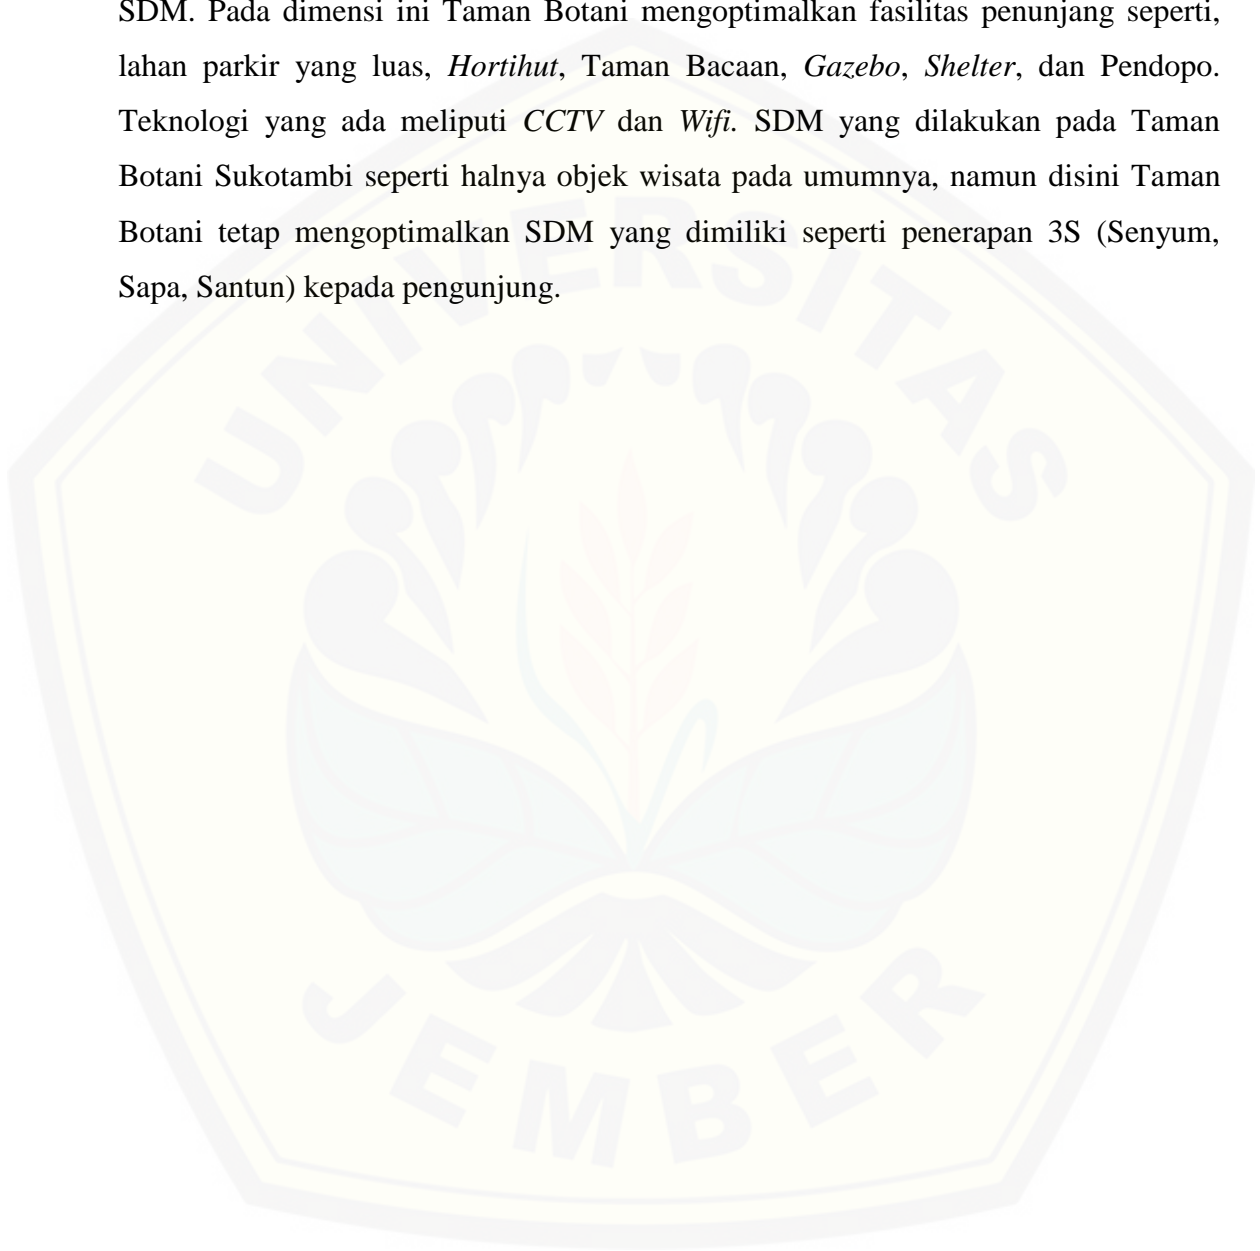 SDM. Pada dimensi ini Taman Botani mengoptimalkan fasilitas penunjang seperti,
lahan parkir yang luas, Hortihut, Taman Bacaan, Gazebo, Shelter, dan Pendopo.
Teknologi yang ada meliputi CCTV dan Wifi. SDM yang dilakukan pada Taman
Botani Sukotambi seperti halnya objek wisata pada umumnya, namun disini Taman
Botani tetap mengoptimalkan SDM yang dimiliki seperti penerapan 3S (Senyum,
Sapa, Santun) kepada pengunjung.
UNIVERSITAS
JEMBER